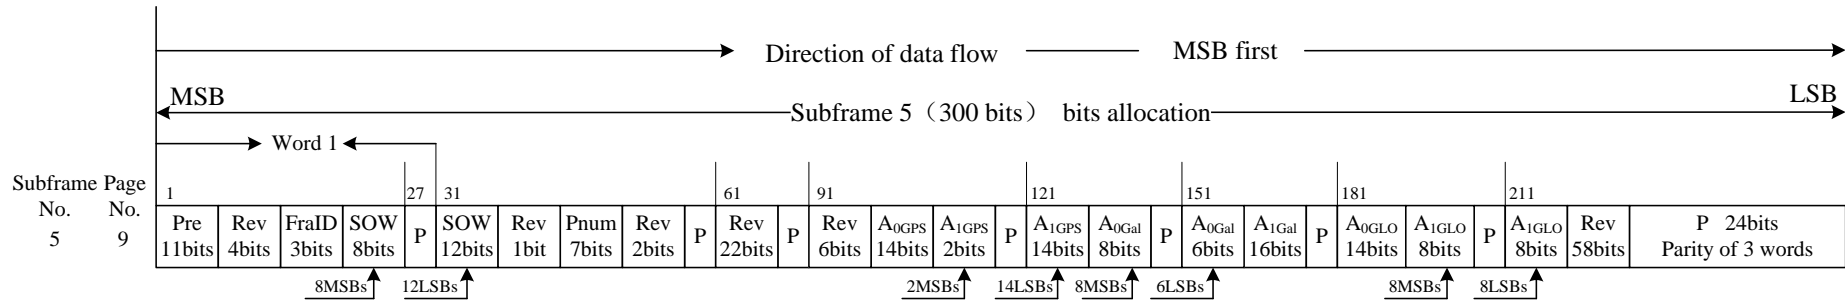 Direction of data flow MSB first
MSB LSB
Subframe 5（300 bits） bits allocation
Word 1
Subframe Page
No. No.
5 9
1 27 31 61 91 121 151 181 211
Pre Rev FraID SOW P SOW Rev Pnum Rev P Rev P Rev A0GPS A1GPS P A1GPS A0Gal P A0Gal A1Gal P A0GLO A1GLO P A1GLO Rev P 24bits
11bits 4bits 3bits 8bits 12bits 1bit 7bits 2bits 22bits 6bits 14bits 2bits 14bits 8bits 6bits 16bits 14bits 8bits 8bits 58bits Parity of 3 words
8MSBs 12LSBs 2MSBs 14LSBs 8MSBs 6LSBs 8MSBs 8LSBs